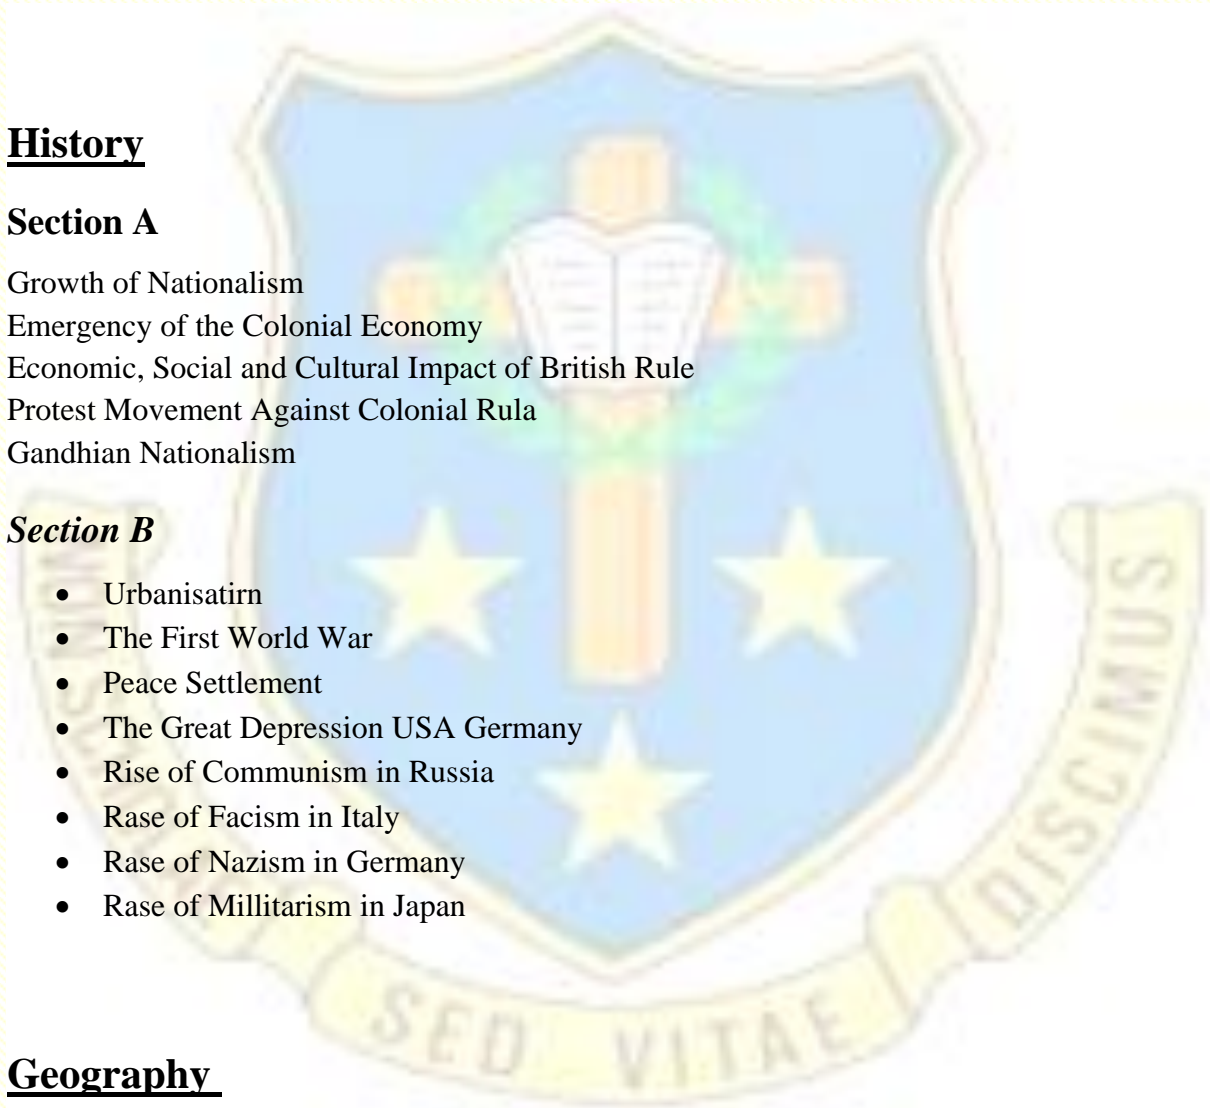 History
Section A
Growth of Nationalism
Emergency of the Colonial Economy
Economic, Social and Cultural Impact of British Rule
Protest Movement Against Colonial Rula
Gandhian Nationalism
Section B
• Urbanisatirn
• The First World War
• Peace Settlement
• The Great Depression USA Germany
• Rise of Communism in Russia
• Rase of Facism in Italy
• Rase of Nazism in Germany
• Rase of Millitarism in Japan
SED VITAE DISCIMUS
Geography